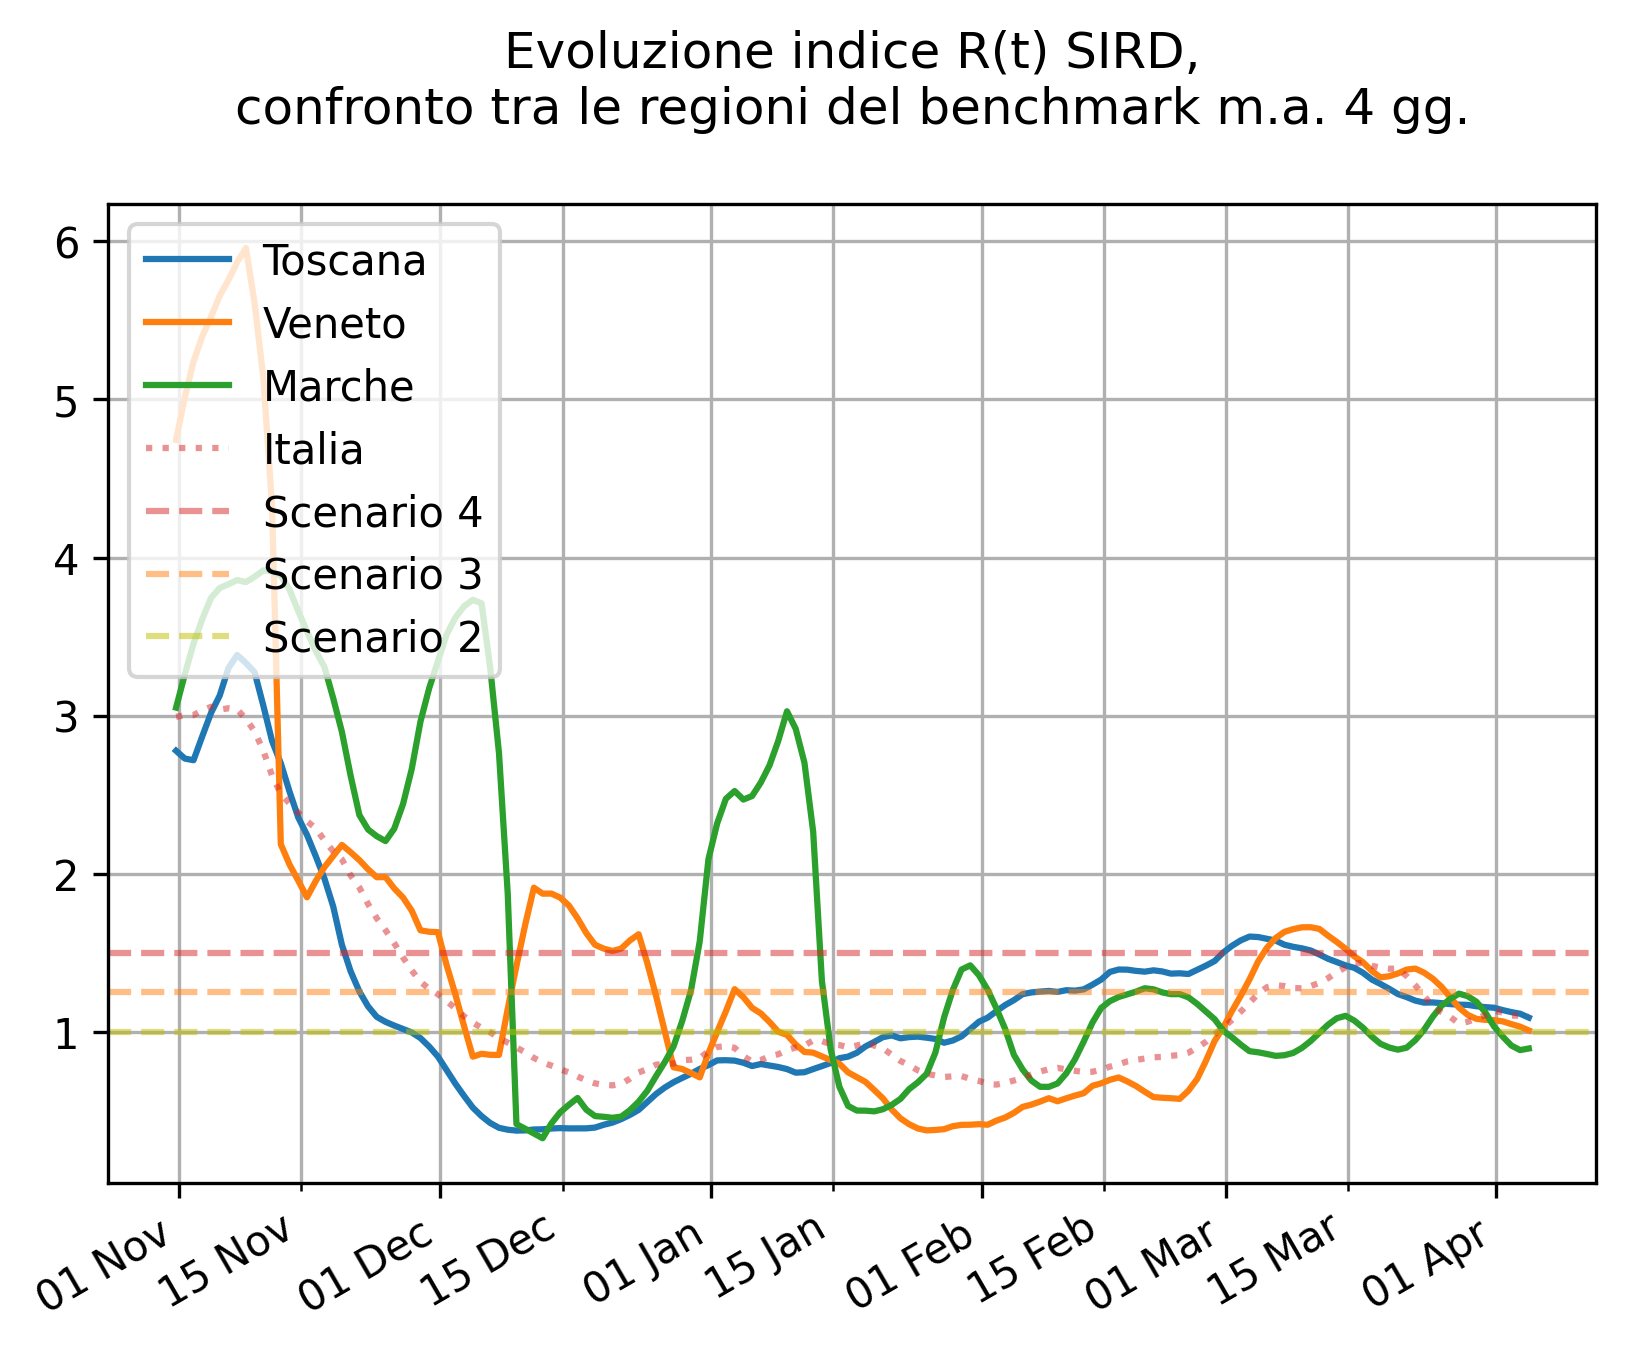 Evoluzione indice R(t) SIRD,
confronto tra le regioni del benchmark m.a. 4 gg.
6
5
4
3
2
1
Toscana
Veneto
Marche
Italia
Scenario 4
Scenario 3
Scenario 2
01 Nov
15 Nov
01 Dec
15 Dec
01 Jan
15 Jan
01 Feb
15 Feb
01 Mar
15 Mar
01 Apr